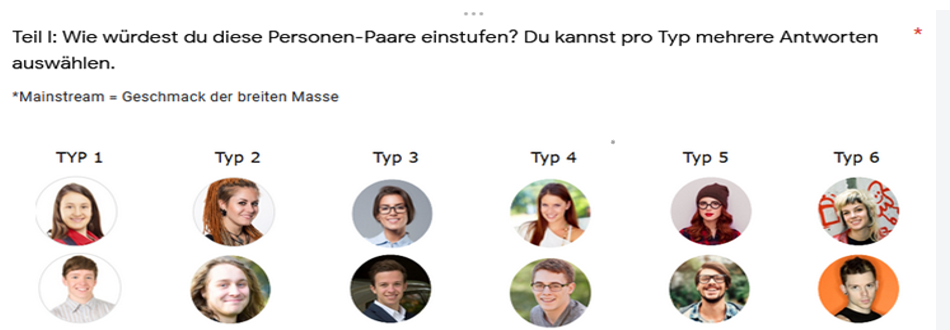 Teil I: Wie würdest du diese Personen-Paare einstufen? Du kannst pro Typ mehrere Antworten *
auswählen.
*Mainstream = Geschmack der breiten Masse
TYP 1 Typ 2 Typ 3 Typ 4 Typ 5 Typ 6